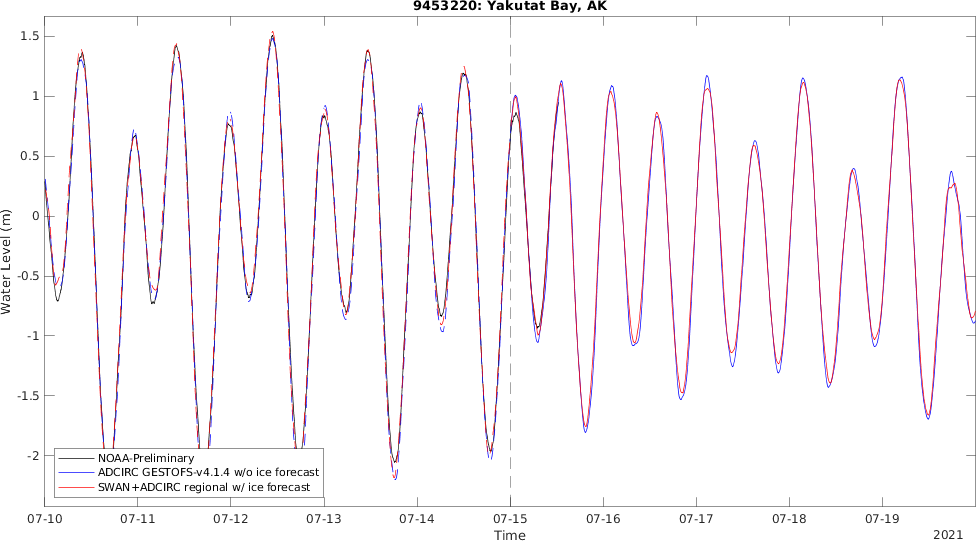 9453220: Yakutat Bay, AK
1.5
1
0.5
0
-0.5
-1
-1.5
-2
Water Level (m)
NOAA-Preliminary
ADCIRC GESTOFS-v4.1.4 w/o ice forecast
SWAN+ADCIRC regional w/ ice forecast
07-10 07-11 07-12 07-13 07-14 07-15 07-16 07-17 07-18 07-19
Time
2021